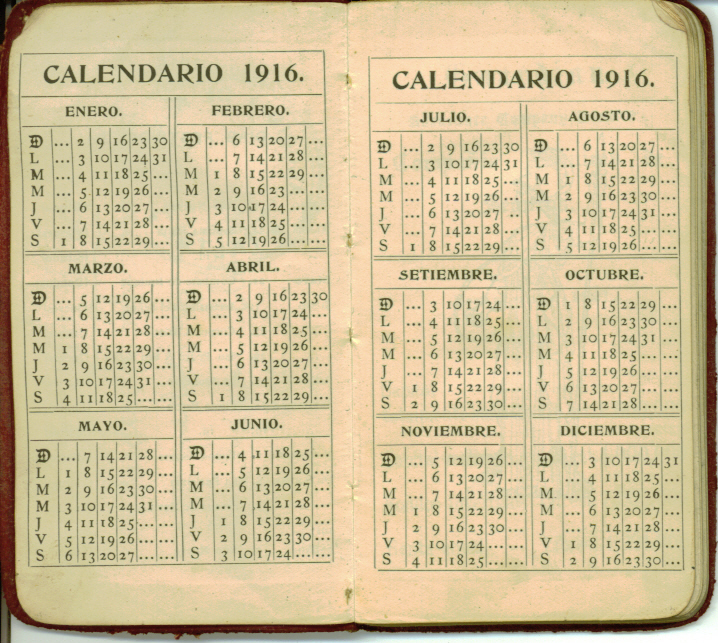 CALENDARIO 1916.
ENERO.
D ... 2 9 16 23 30
L ... 3 10 17 24 31
M ... 4 11 18 25 ...
M ... 5 12 19 26 ...
J ... 6 13 20 27 ...
V ... 7 14 21 28 ...
S 1 8 15 22 29 ...
FEBRERO.
D ... 6 13 20 27 ...
L ... 7 14 21 28 ...
M 1 8 15 22 29 ...
M 2 9 16 23 ... ...
J 3 10 17 24 ... ...
V 4 11 18 25 ... ...
S 5 12 19 26 ... ...
MARZO.
D ... 5 12 19 26 ...
L ... 6 13 20 27 ...
M ... 7 14 21 28 ...
M 1 8 15 22 29 ...
J 2 9 16 23 30 ...
V 3 10 17 24 31 ...
S 4 11 18 25 ... ...
ABRIL.
D ... 2 9 16 23 30
L ... 3 10 17 24 ...
M ... 4 11 18 25 ...
M ... 5 12 19 26 ...
J ... 6 13 20 27 ...
V ... 7 14 21 28 ...
S 1 8 15 22 29 ...
MAYO.
D ... 7 14 21 28 ...
L 1 8 15 22 29 ...
M 2 9 16 23 30 ...
M 3 10 17 24 31 ...
J 4 11 18 25 ... ...
V 5 12 19 26 ... ...
S 6 13 20 27 ... ...
JUNIO.
D ... 4 11 18 25 ...
L ... 5 12 19 26 ...
M ... 6 13 20 27 ...
M ... 7 14 21 28 ...
J 1 8 15 22 29 ...
V 2 9 16 23 30 ...
S 3 10 17 24 ... ...
CALENDARIO 1916.
JULIO.
D ... 2 9 16 23 30
L ... 3 10 17 24 31
M ... 4 11 18 25 ...
M ... 5 12 19 26 ...
J ... 6 13 20 27 ..
V ... 7 14 21 28 ...
S 1 8 15 22 29 ...
AGOSTO.
D ... 6 13 20 27 ...
L ... 7 14 21 28 ...
M 1 8 15 22 29 ...
M 2 9 16 23 30 ...
J 3 10 17 24 31 ...
V 4 11 18 25 ... ...
S 5 12 19 26 ... ...
SETIEMBRE.
D ... 3 10 17 24 ...
L ... 4 11 18 25 ...
M ... 5 12 19 26 ...
M ... 6 13 20 27 ...
J ... 7 14 21 28 ...
V 1 8 15 22 29 ...
S 2 9 16 23 30 ...
OCTUBRE.
D 1 8 15 22 29 ...
L 2 9 16 23 30 ...
M 3 10 17 24 31 ...
M 4 11 18 25 ... ...
J 5 12 19 26 ... ...
V 6 13 20 27 ... ...
S 7 14 21 28 ... ...
NOVIEMBRE.
D ... 5 12 19 26 ...
L ... 6 13 20 27 ...
M ... 7 14 21 28 ...
M 1 8 15 22 29 ...
J 2 9 16 23 30 ...
V 3 10 17 24 ... ...
S 4 11 18 25 ... ...
DICIEMBRE.
D ... 3 10 17 24 31
L ... 4 11 18 25 ...
M ... 5 12 19 26 ...
M ... 6 13 20 27 ...
J ... 7 14 21 28 ...
V 1 8 15 22 29 ...
S 2 9 16 23 30 ...